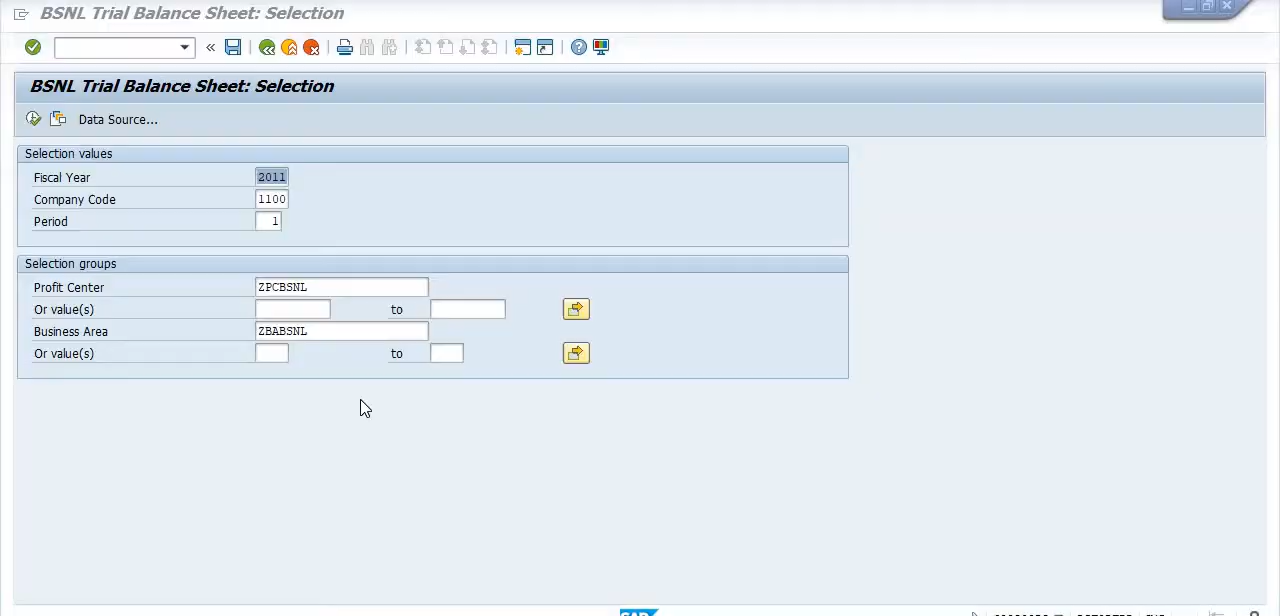 BSNL Trial Balance Sheet: Selection
BSNL Trial Balance Sheet: Selection
Data Source...
Selection values
Fiscal Year 2011
Company Code 1100
Period 1
Selection groups
Profit Center ZPCBSNL
Or value(s) to
Business Area ZBABSNL
Or value(s) to
SAP